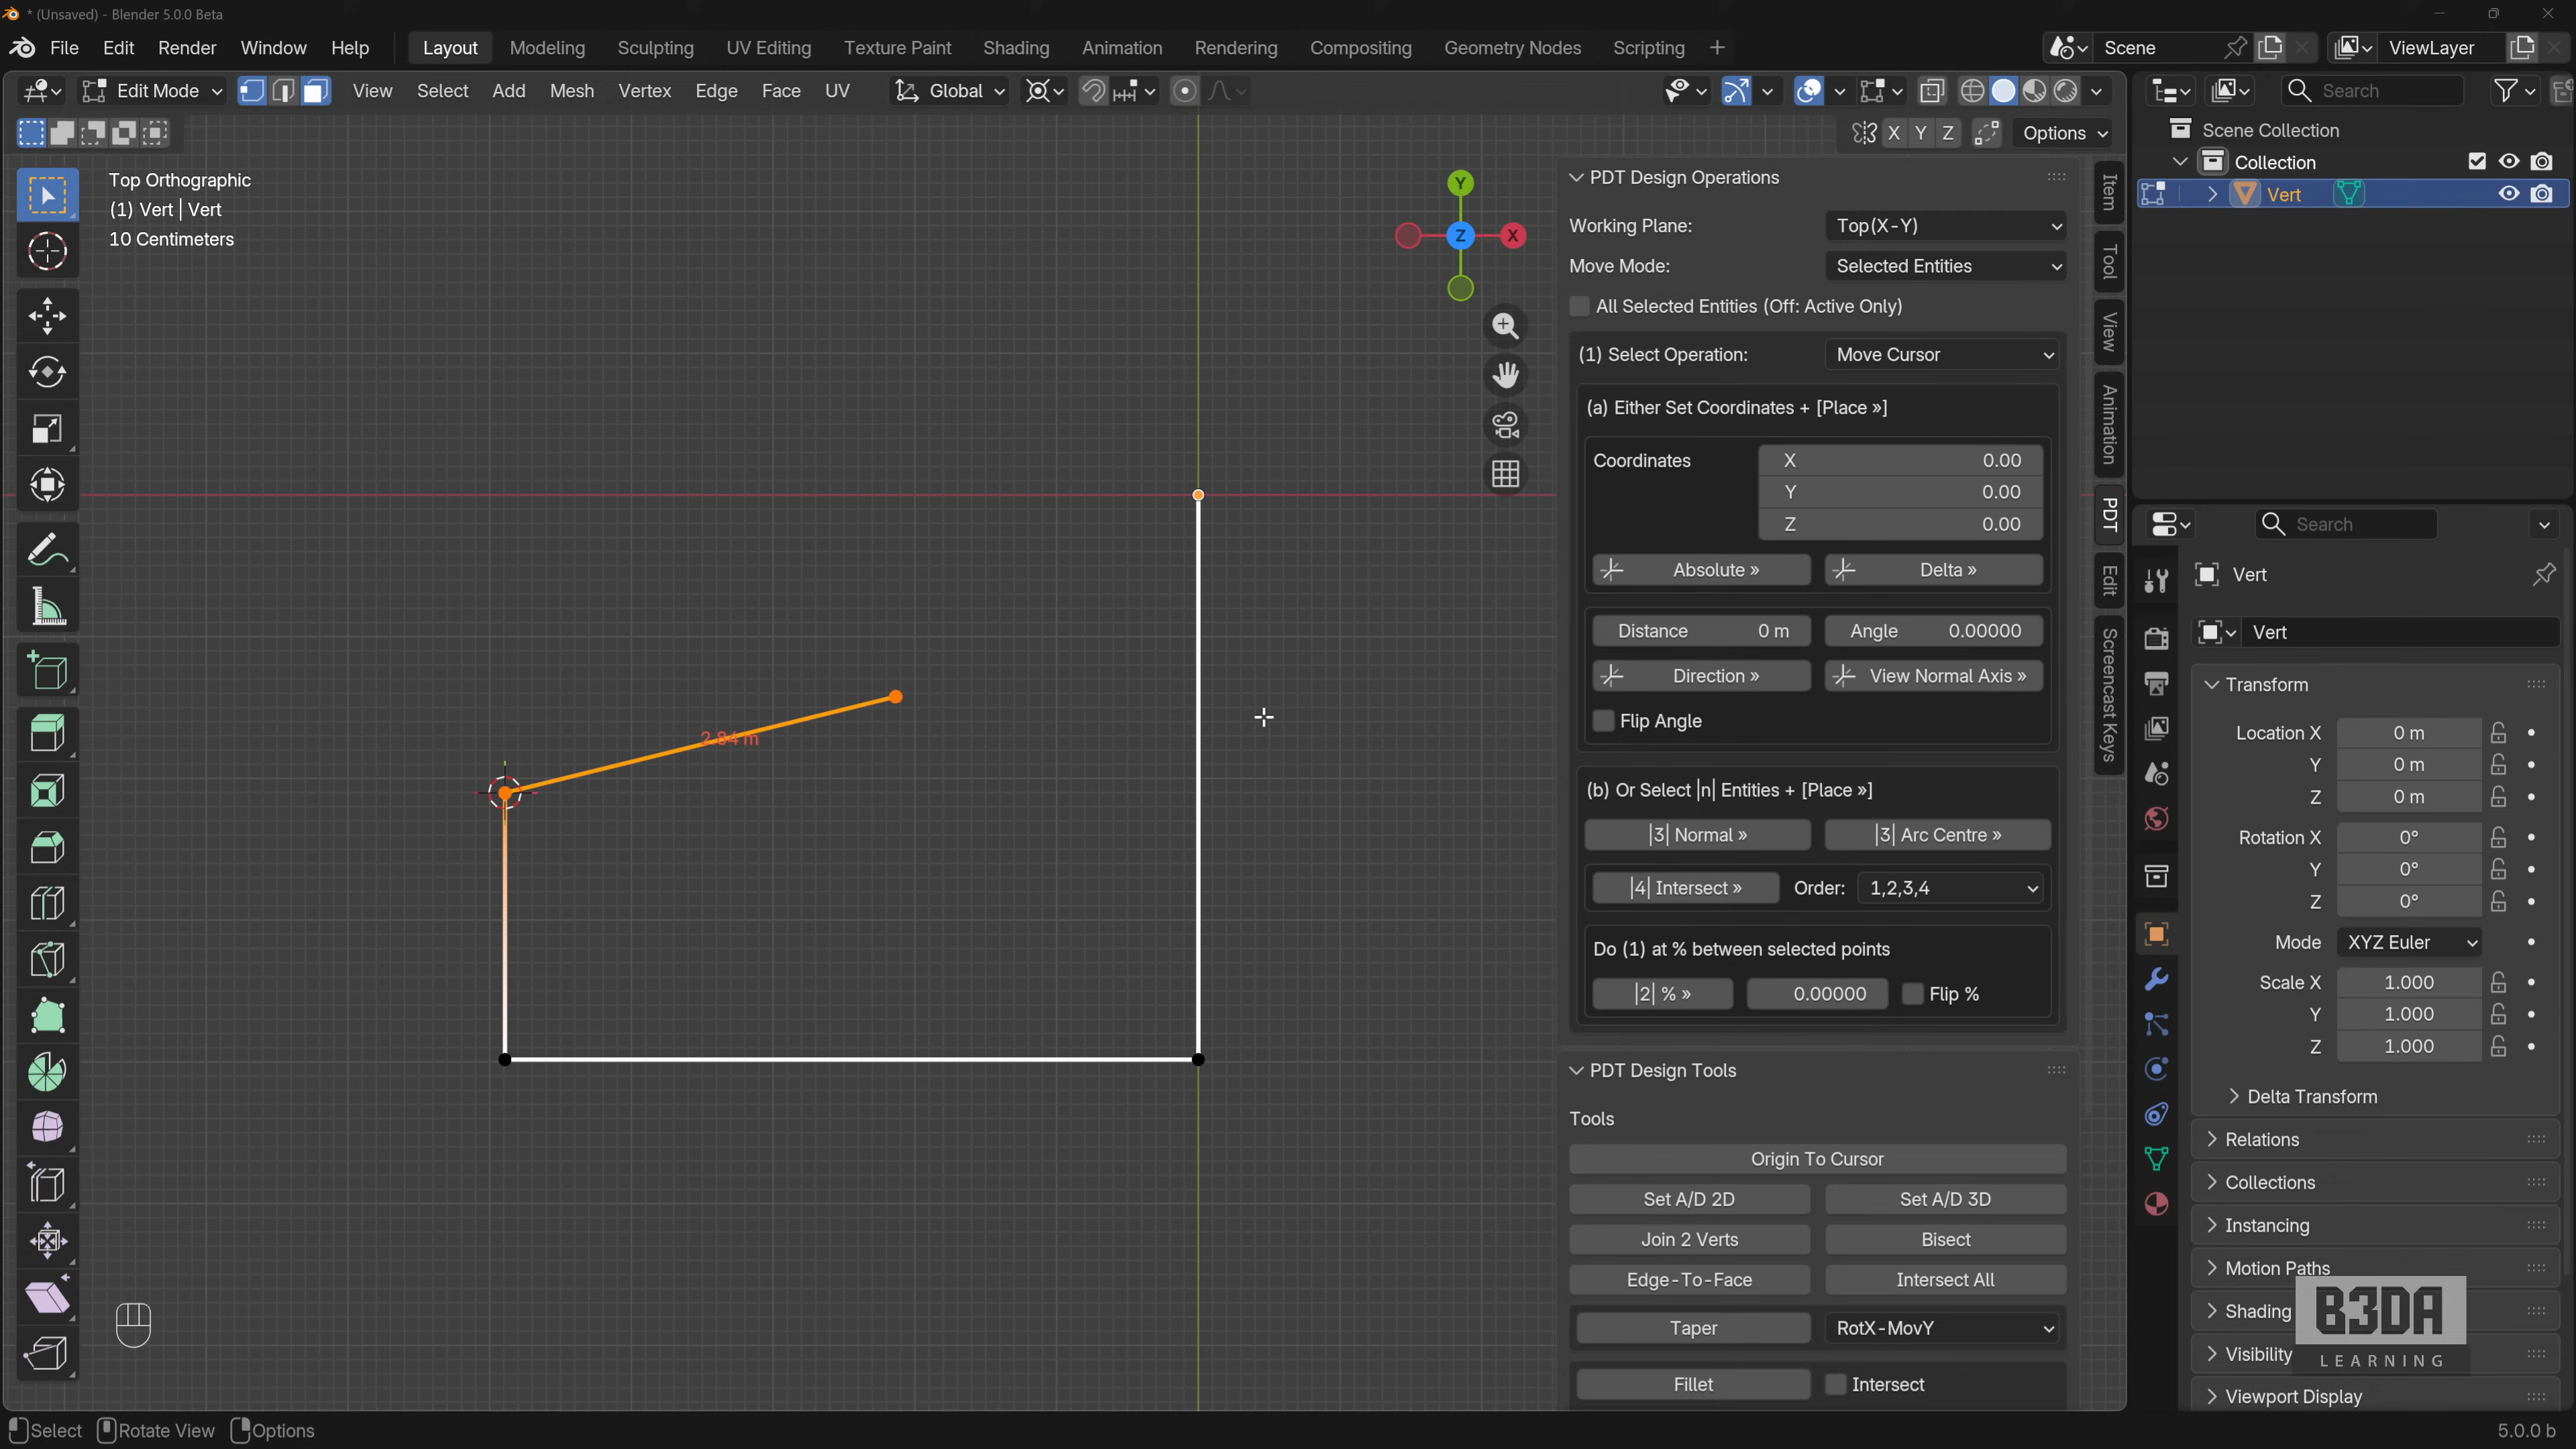 * (Unsaved) - Blender 5.0.0 Beta
File Edit Render Window Help Layout Modeling Sculpting UV Editing Texture Paint Shading Animation Rendering Compositing Geometry Nodes Scripting + Scene ViewLayer
Edit Mode View Select Add Mesh Vertex Edge Face UV Global Search
X Y Z Options
Top Orthographic
(1) Vert | Vert
10 Centimeters
Y
Z
X
2.84 m
PDT Design Operations
Working Plane: Top(X-Y)
Move Mode: Selected Entities
All Selected Entities (Off: Active Only)
(1) Select Operation: Move Cursor
(a) Either Set Coordinates + [Place »]
Coordinates X 0.00
Y 0.00
Z 0.00
Absolute » Delta »
Distance 0 m Angle 0.00000
Direction » View Normal Axis »
Flip Angle
(b) Or Select |n| Entities + [Place »]
|3| Normal » |3| Arc Centre »
|4| Intersect » Order: 1,2,3,4
Do (1) at % between selected points
|2| % » 0.00000 Flip %
PDT Design Tools
Tools
Origin To Cursor
Set A/D 2D Set A/D 3D
Join 2 Verts Bisect
Edge-To-Face Intersect All
Taper RotX-MovY
Fillet Intersect
Item
Tool
View
Animation
PDT
Edit
Screencast Keys
Scene Collection
Collection
Vert
Search
Vert
Vert
Transform
Location X 0 m
Y 0 m
Z 0 m
Rotation X 0°
Y 0°
Z 0°
Mode XYZ Euler
Scale X 1.000
Y 1.000
Z 1.000
Delta Transform
Relations
Collections
Instancing
Motion Paths
Shading
Visibility
Viewport Display
B3DA
LEARNING
Select Rotate View Options
5.0.0 b